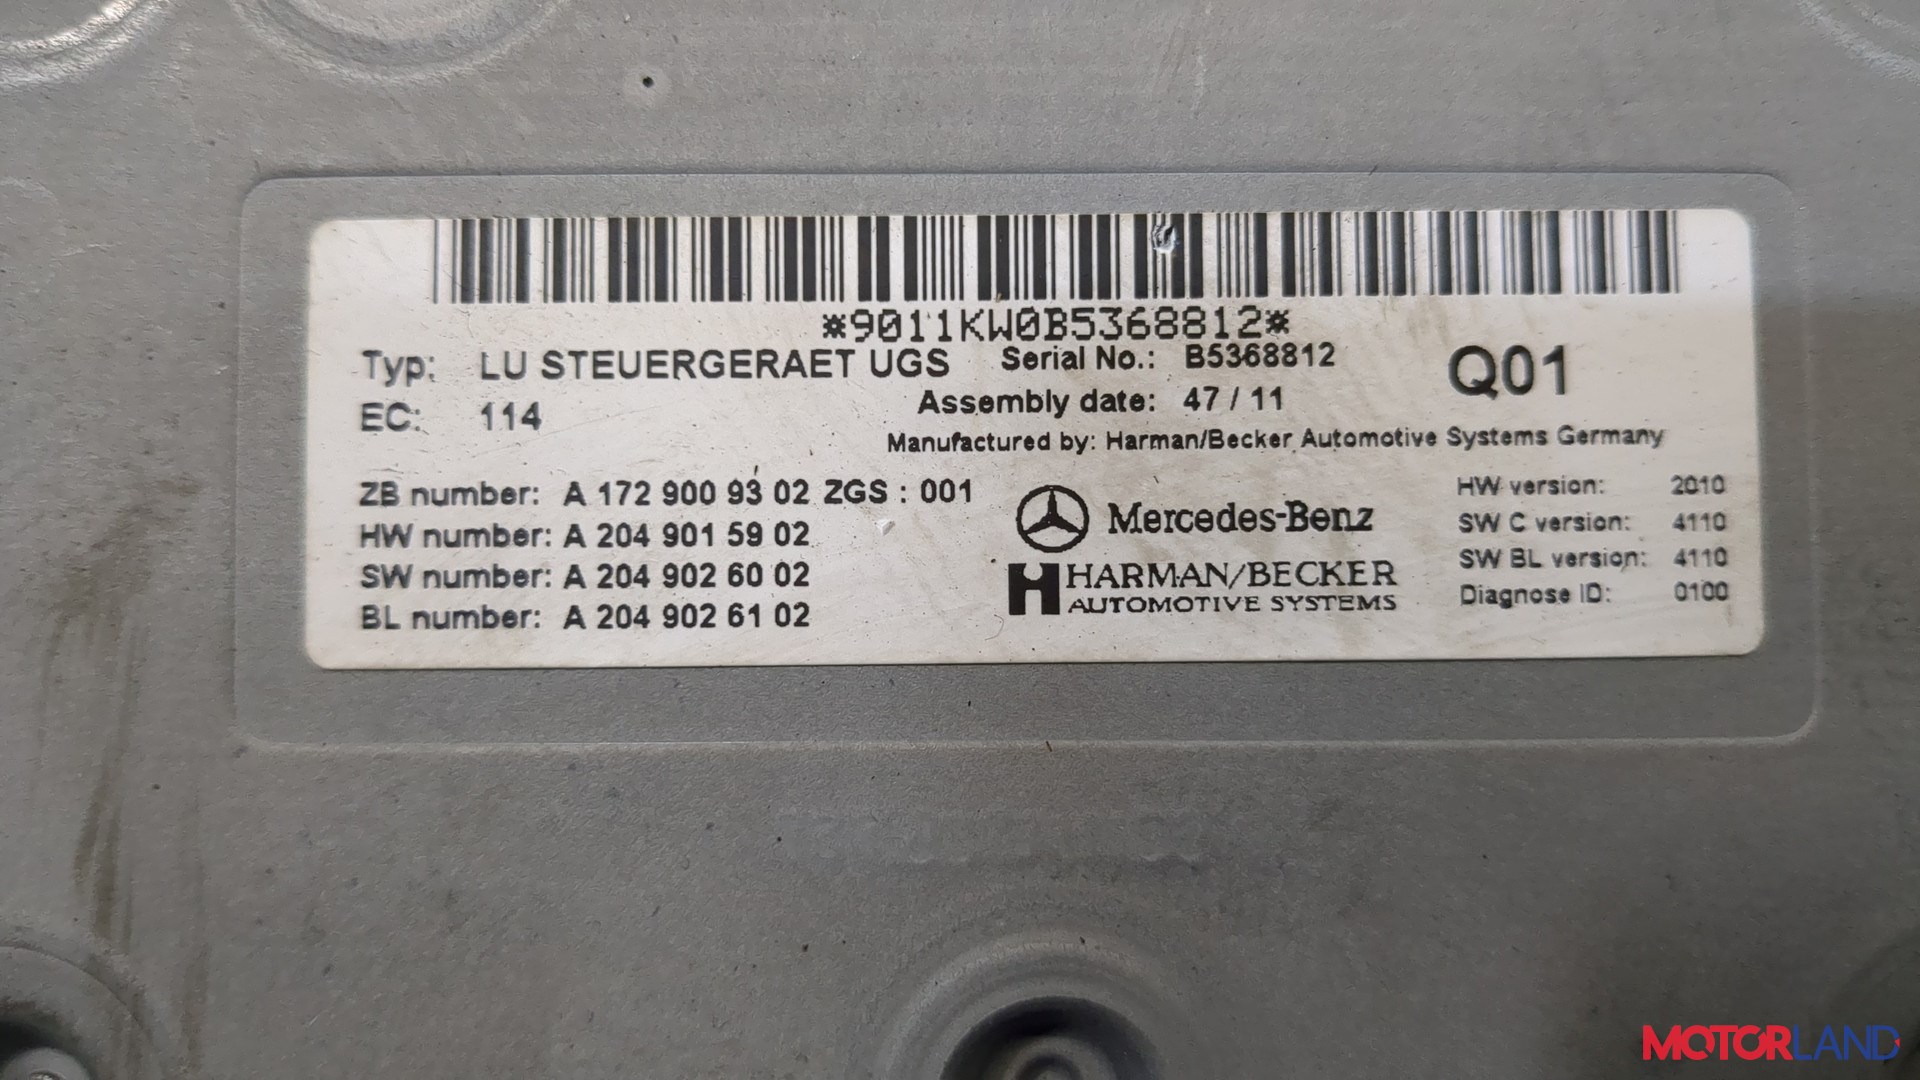 *9011KW0B5368812*
Typ: LU STEUERGERAET UGS Serial No.: B5368812 Q01
EC: 114 Assembly date: 47 / 11
Manufactured by: Harman/Becker Automotive Systems Germany
ZB number: A 172 900 93 02 ZGS : 001
HW number: A 204 901 59 02
SW number: A 204 902 60 02
BL number: A 204 902 61 02
Mercedes-Benz
HARMAN/BECKER
AUTOMOTIVE SYSTEMS
HW version: 2010
SW C version: 4110
SW BL version: 4110
Diagnose ID: 0100
MOTORLAND